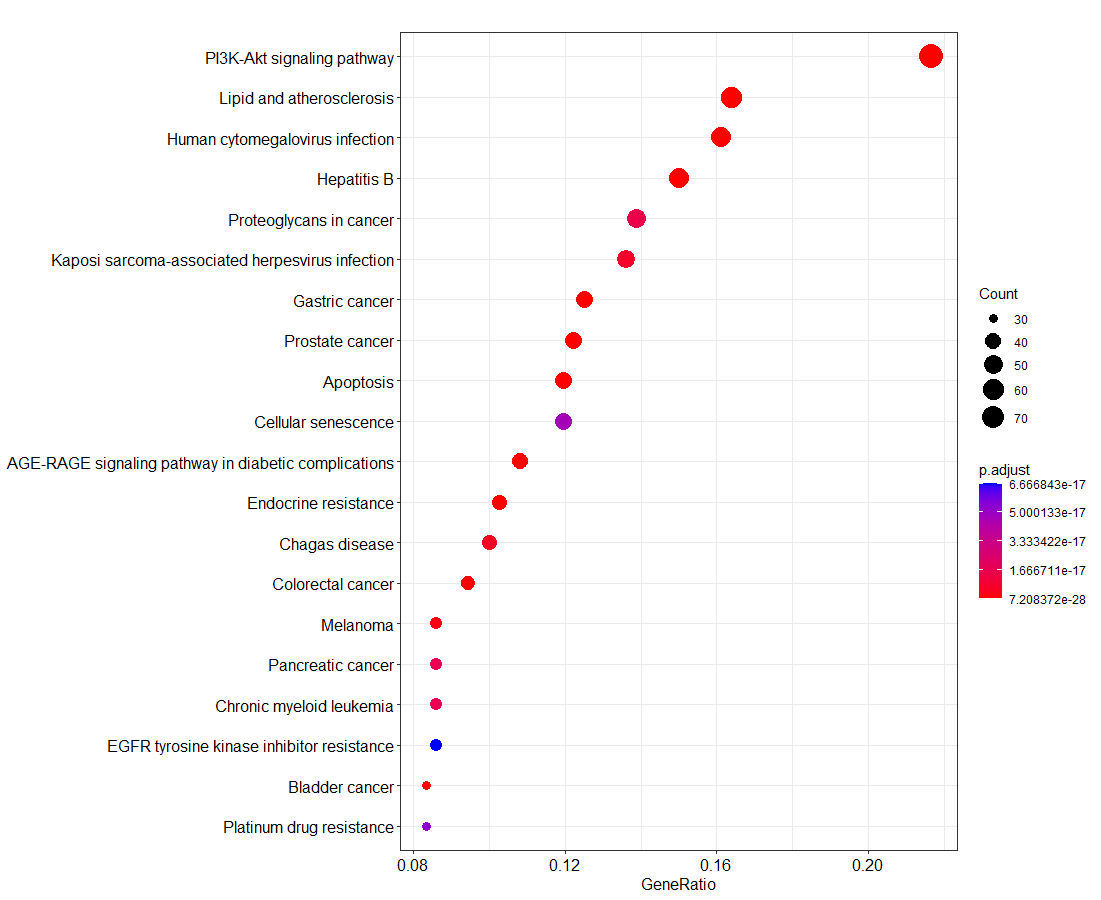 PI3K-Akt signaling pathway
Lipid and atherosclerosis
Human cytomegalovirus infection
Hepatitis B
Proteoglycans in cancer
Kaposi sarcoma-associated herpesvirus infection
Gastric cancer
Prostate cancer
Apoptosis
Cellular senescence
AGE-RAGE signaling pathway in diabetic complications
Endocrine resistance
Chagas disease
Colorectal cancer
Melanoma
Pancreatic cancer
Chronic myeloid leukemia
EGFR tyrosine kinase inhibitor resistance
Bladder cancer
Platinum drug resistance
0.08 0.12 0.16 0.20
GeneRatio
Count
30
40
50
60
70
p.adjust
6.666843e-17
5.000133e-17
3.333422e-17
1.666711e-17
7.208372e-28